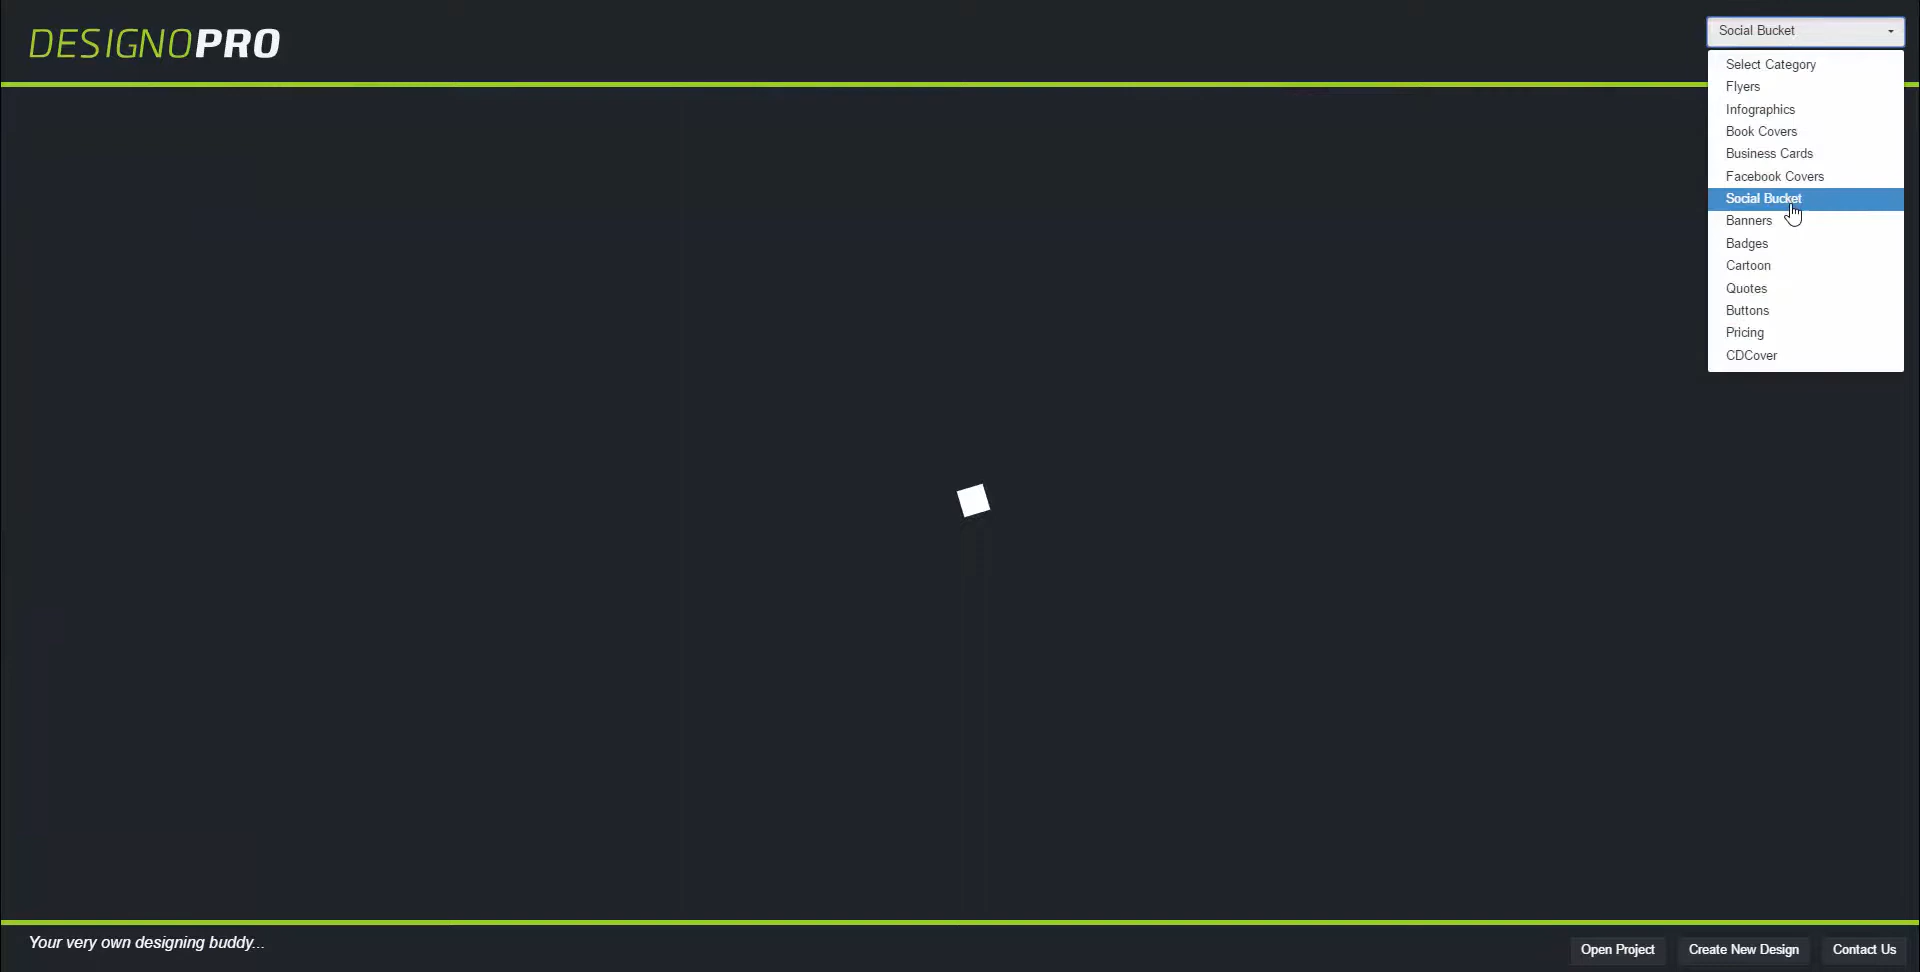 DESIGNOPRO
Social Bucket
Select Category
Flyers
Infographics
Book Covers
Business Cards
Facebook Covers
Social Bucket
Banners
Badges
Cartoon
Quotes
Buttons
Pricing
CDCover
Your very own designing buddy...
Open Project
Create New Design
Contact Us